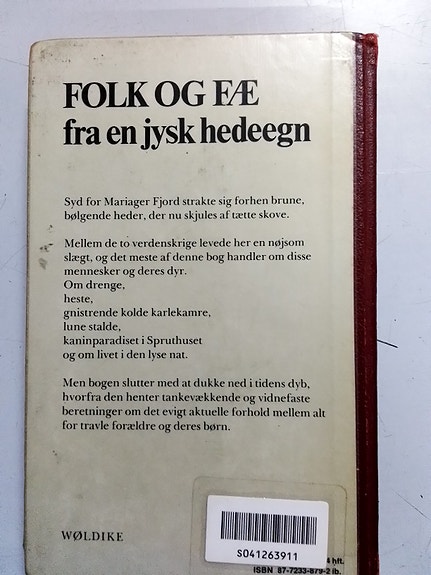 FOLK OG FÆ
fra en jysk hedeegn
Syd for Mariager Fjord strakte sig forhen brune,
bølgende heder, der nu skjules af tætte skove.
Mellem de to verdenskrige levede her en nøjsom
slægt, og det meste af denne bog handler om disse
mennesker og deres dyr.
Om drenge,
heste,
gnistrende kolde karlekamre,
lune stalde,
kaninparadiset i Spruthuset
og om livet i den lyse nat.
Men bogen slutter med at dukke ned i tidens dyb,
hvorfra den henter tankevækkende og vidnefaste
beretninger om det evigt aktuelle forhold mellem alt
for travle forældre og deres børn.
WØLDIKE
S041263911
hft.
ISBN 87-7233-879-2 ib.